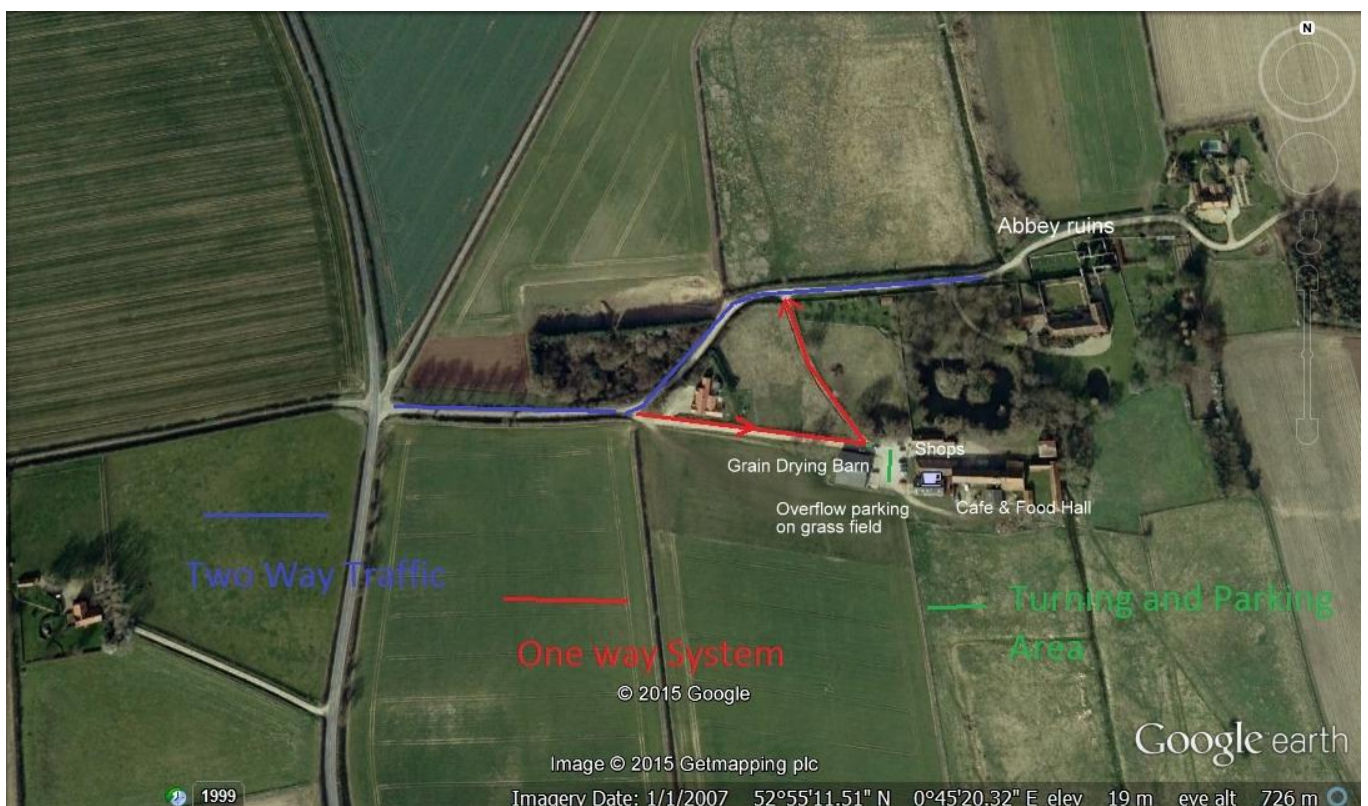 N
Abbey ruins
Shops
Grain Drying Barn
Cafe & Food Hall
Overflow parking
on grass field
Two Way Traffic
One way System
Turning and Parking
Area
© 2015 Google
Google earth
Image © 2015 Getmapping plc
1999
Imagery Date: 1/1/2007 52°55'11.51" N 0°45'20.32" E elev 19 m eye alt 726 m